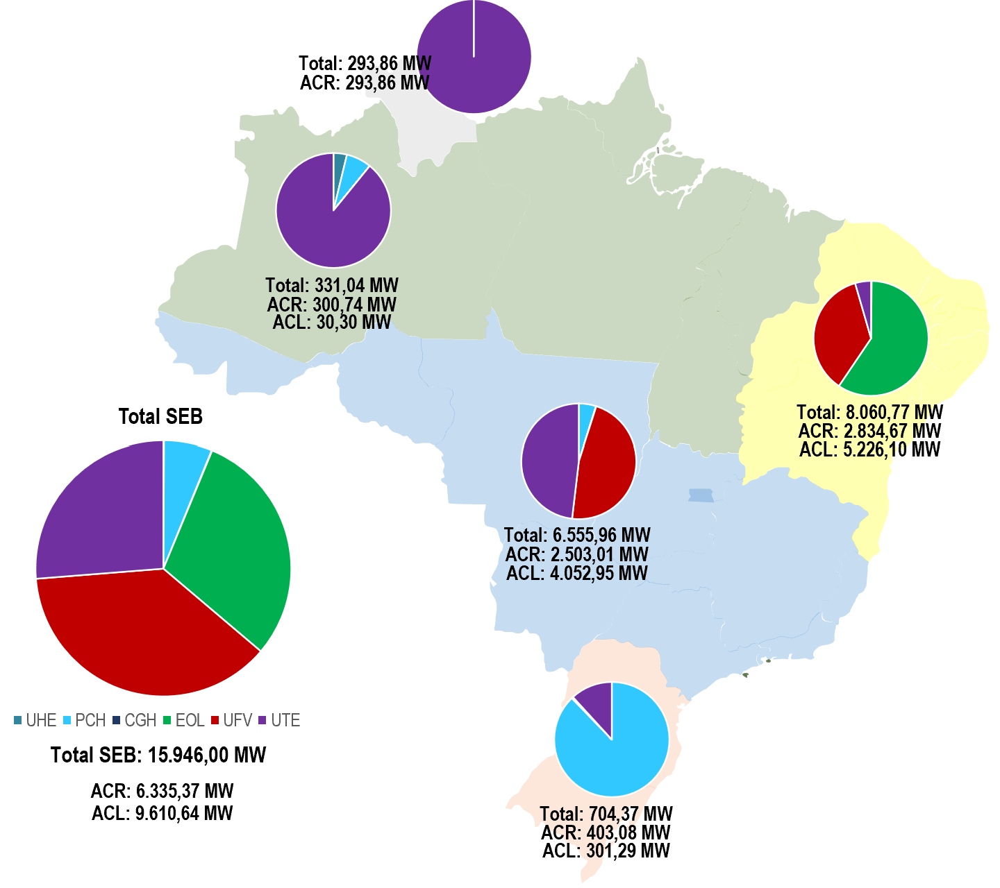 Total: 293,86 MW
ACR: 293,86 MW
Total: 331,04 MW
ACR: 300,74 MW
ACL: 30,30 MW
Total: 8.060,77 MW
ACR: 2.834,67 MW
ACL: 5.226,10 MW
Total: 6.555,96 MW
ACR: 2.503,01 MW
ACL: 4.052,95 MW
Total SEB
UHE PCH CGH EOL UFV UTE
Total SEB: 15.946,00 MW
ACR: 6.335,37 MW
ACL: 9.610,64 MW
Total: 704,37 MW
ACR: 403,08 MW
ACL: 301,29 MW